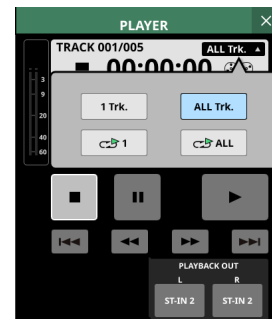 PLAYER
TRACK 001/005
ALL Trk.
00:00:00
3
9
20
40
60
1 Trk.
ALL Trk.
1
ALL
PLAYBACK OUT
L R
ST-IN 2 ST-IN 2